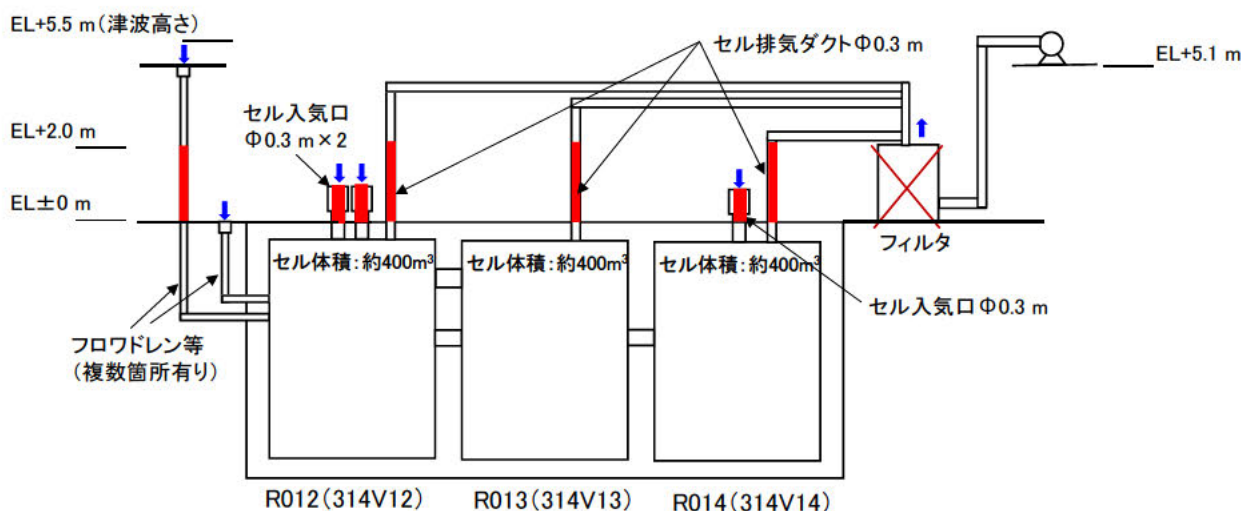 EL+5.5 m(津波高さ)
セル排気ダクトΦ0.3 m
EL+5.1 m
セル入気口
Φ0.3 m×2
EL+2.0 m
EL±0 m
フィルタ
セル体積:約400m³
セル体積:約400m³
セル体積:約400m³
セル入気口Φ0.3 m
フロワドレン等
(複数箇所有り)
R012(314V12)
R013(314V13)
R014(314V14)